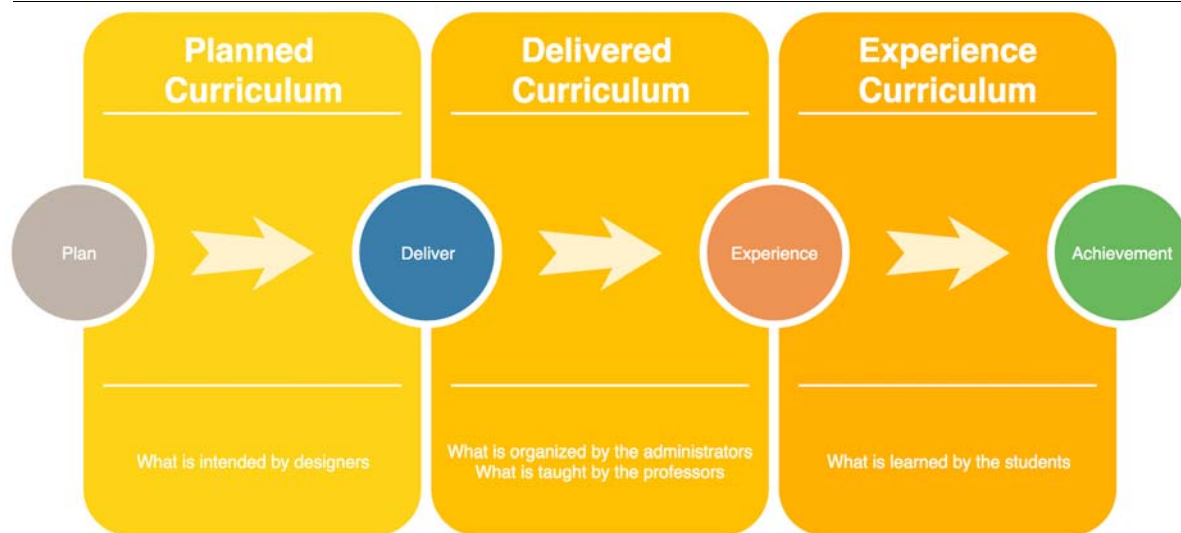 Planned
Curriculum
Delivered
Curriculum
Experience
Curriculum
Plan
Deliver
Experience
Achievement
What is intended by designers
What is organized by the administrators
What is taught by the professors
What is learned by the students